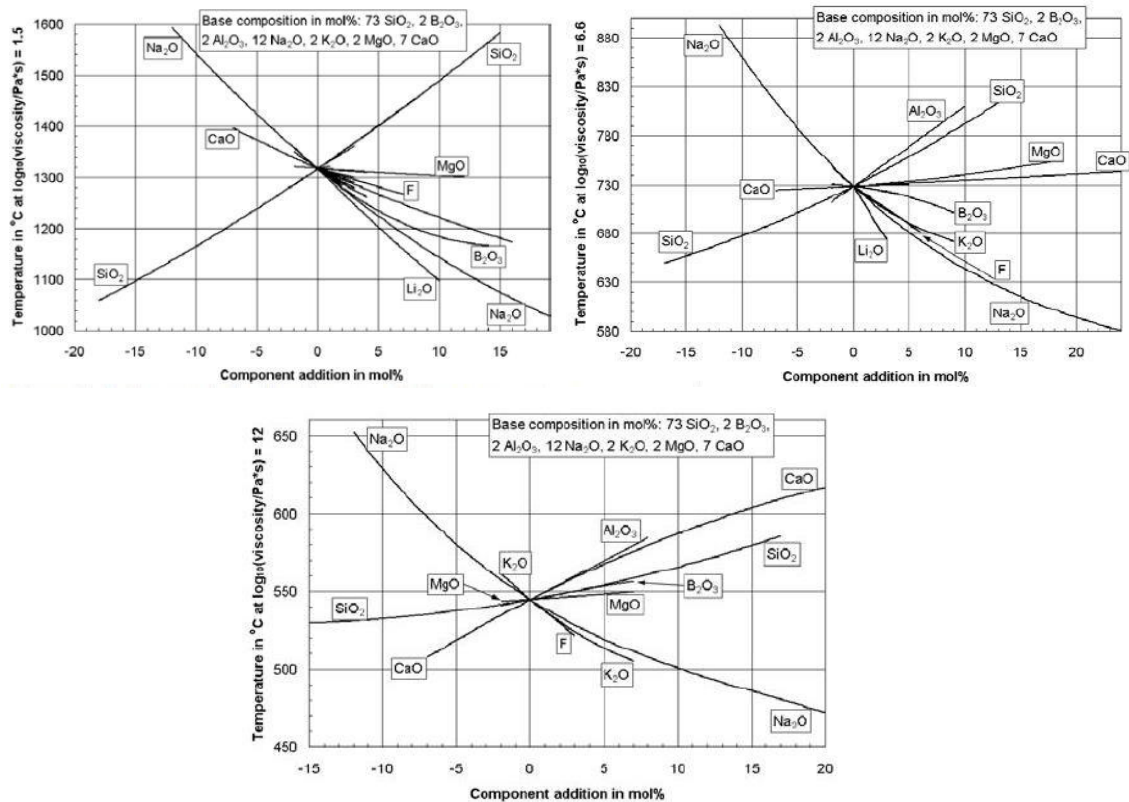 Temperature in °C at log₁₀(viscosity/Pa*s) = 1.5
1600
1500
1400
1300
1200
1100
1000
Base composition in mol%: 73 SiO₂, 2 B₂O₃,
2 Al₂O₃, 12 Na₂O, 2 K₂O, 2 MgO, 7 CaO
Na₂O
SiO₂
CaO
MgO
F
B₂O₃
SiO₂
Li₂O
Na₂O
-20 -15 -10 -5 0 5 10 15
Component addition in mol%
Temperature in °C at log₁₀(viscosity/Pa*s) = 6.6
880
830
780
730
680
630
580
Base composition in mol%: 73 SiO₂, 2 B₂O₃,
2 Al₂O₃, 12 Na₂O, 2 K₂O, 2 MgO, 7 CaO
Na₂O
SiO₂
Al₂O₃
MgO
CaO
CaO
B₂O₃
SiO₂
K₂O
Li₂O
F
Na₂O
-20 -15 -10 -5 0 5 10 15 20
Component addition in mol%
Temperature in °C at log₁₀(viscosity/Pa*s) = 12
650
600
550
500
450
Base composition in mol%: 73 SiO₂, 2 B₂O₃,
2 Al₂O₃, 12 Na₂O, 2 K₂O, 2 MgO, 7 CaO
Na₂O
CaO
Al₂O₃
SiO₂
K₂O
MgO
B₂O₃
SiO₂
MgO
F
CaO
K₂O
Na₂O
-15 -10 -5 0 5 10 15 20
Component addition in mol%